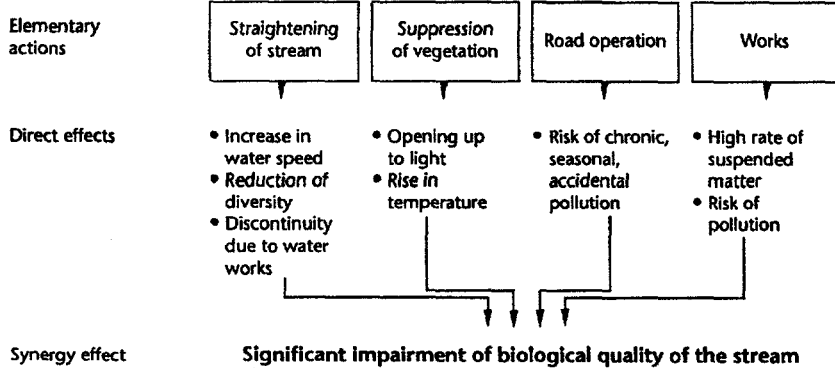 Elementary
actions
Straightening
of stream
Suppression
of vegetation
Road operation
Works
Direct effects
• Increase in
water speed
• Reduction of
diversity
• Discontinuity
due to water
works
• Opening up
to light
• Rise in
temperature
• Risk of chronic,
seasonal,
accidental
pollution
• High rate of
suspended
matter
• Risk of
pollution
Synergy effect
Significant impairment of biological quality of the stream